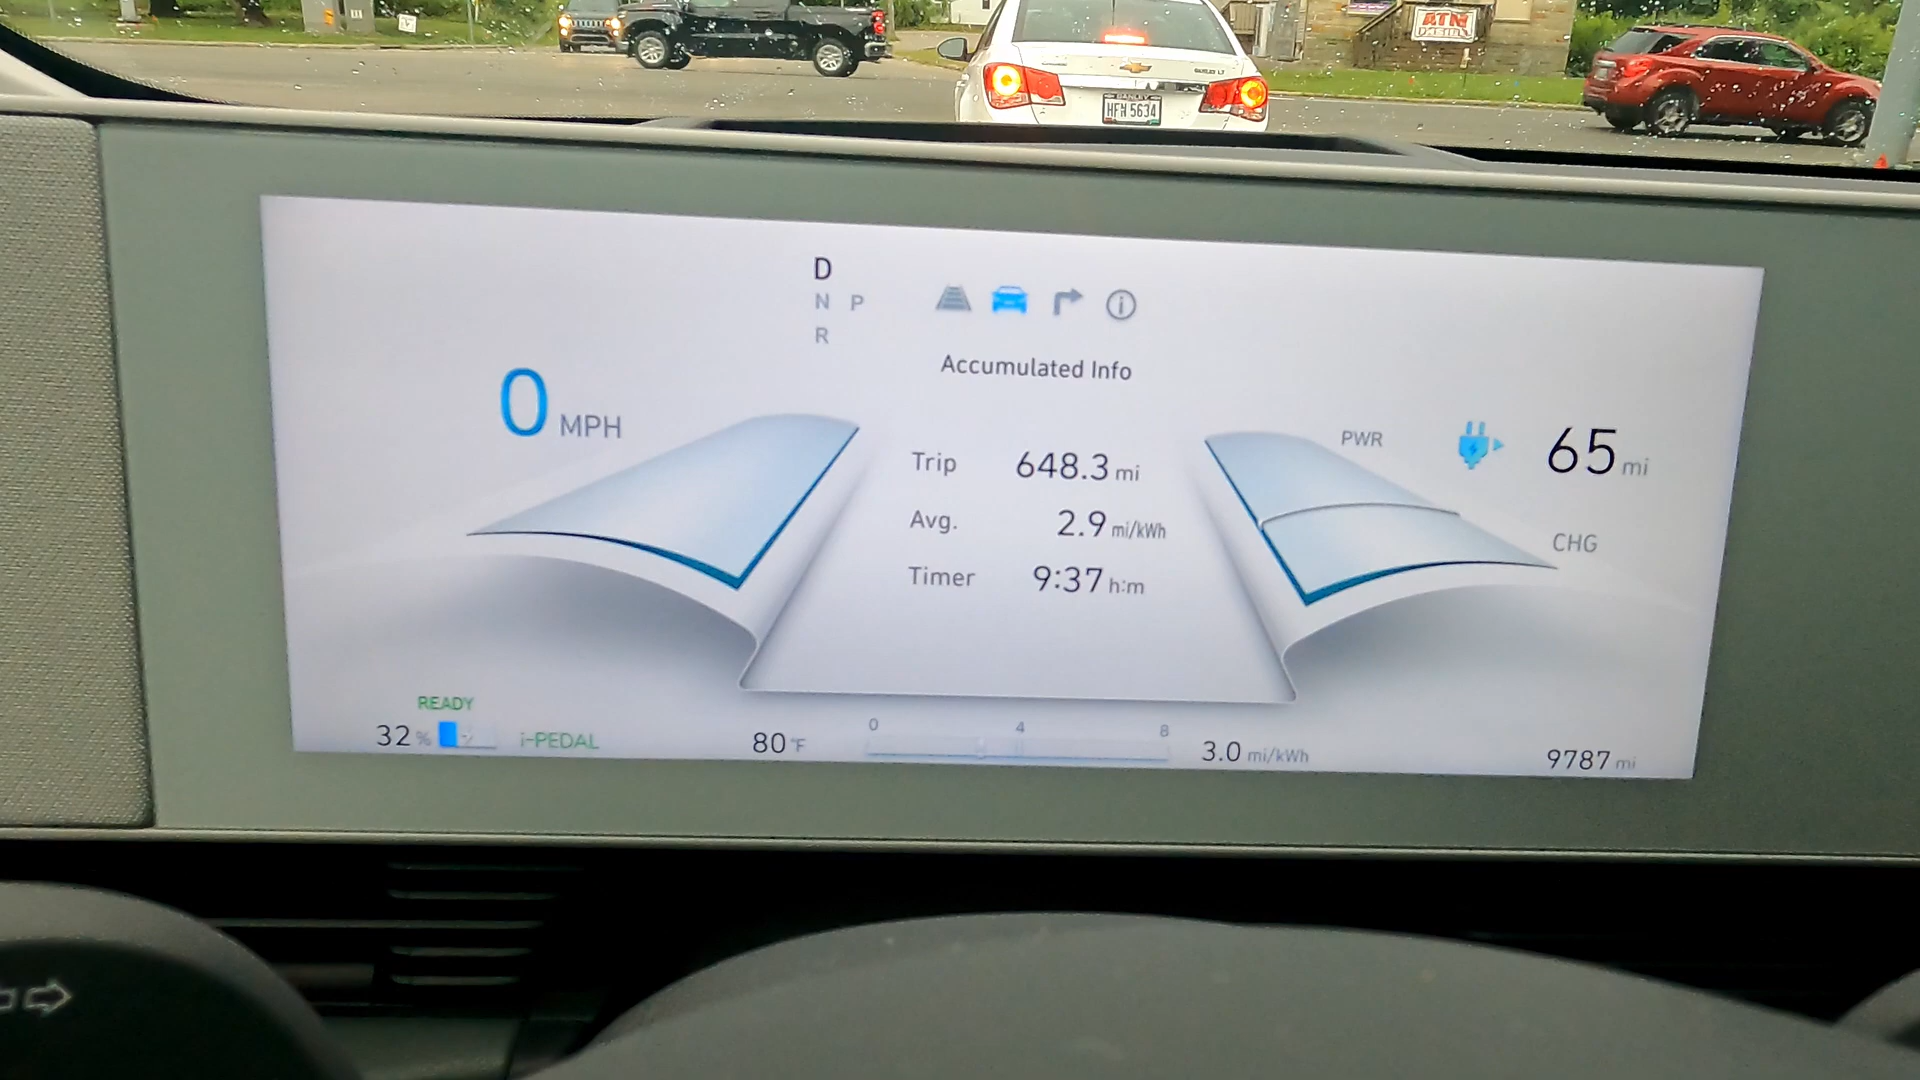 ATM
HFN 5634
D
N P
R
Accumulated Info
0 MPH
Trip 648.3 mi
Avg. 2.9 mi/kWh
Timer 9:37 h:m
PWR
65 mi
CHG
READY
32 % i-PEDAL
80 °F
0 4 8
3.0 mi/kWh
9787 mi